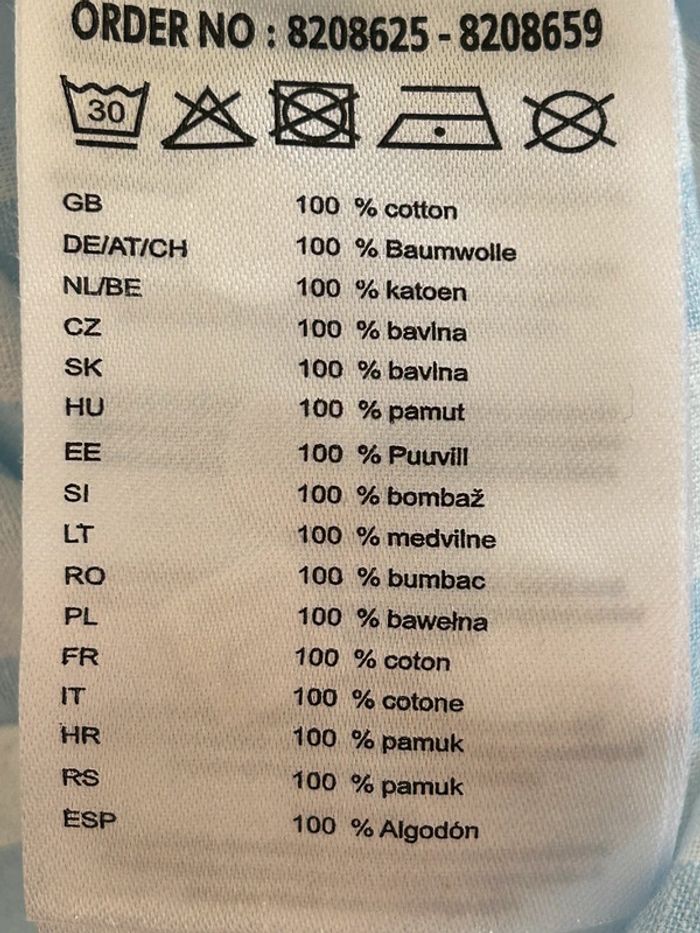 ORDER NO : 8208625 - 8208659
30
GB 100 % cotton
DE/AT/CH 100 % Baumwolle
NL/BE 100 % katoen
CZ 100 % bavlna
SK 100 % bavlna
HU 100 % pamut
EE 100 % Puuvill
SI 100 % bombaž
LT 100 % medvilne
RO 100 % bumbac
PL 100 % bawełna
FR 100 % coton
IT 100 % cotone
HR 100 % pamuk
RS 100 % pamuk
ESP 100 % Algodón